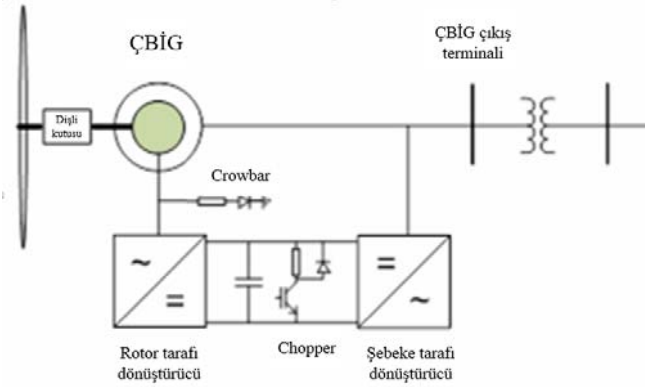 ÇBİG
ÇBİG çıkış
terminali
Dişli
kutusu
Crowbar
Chopper
Rotor tarafı
dönüştürücü
Şebeke tarafı
dönüştürücü